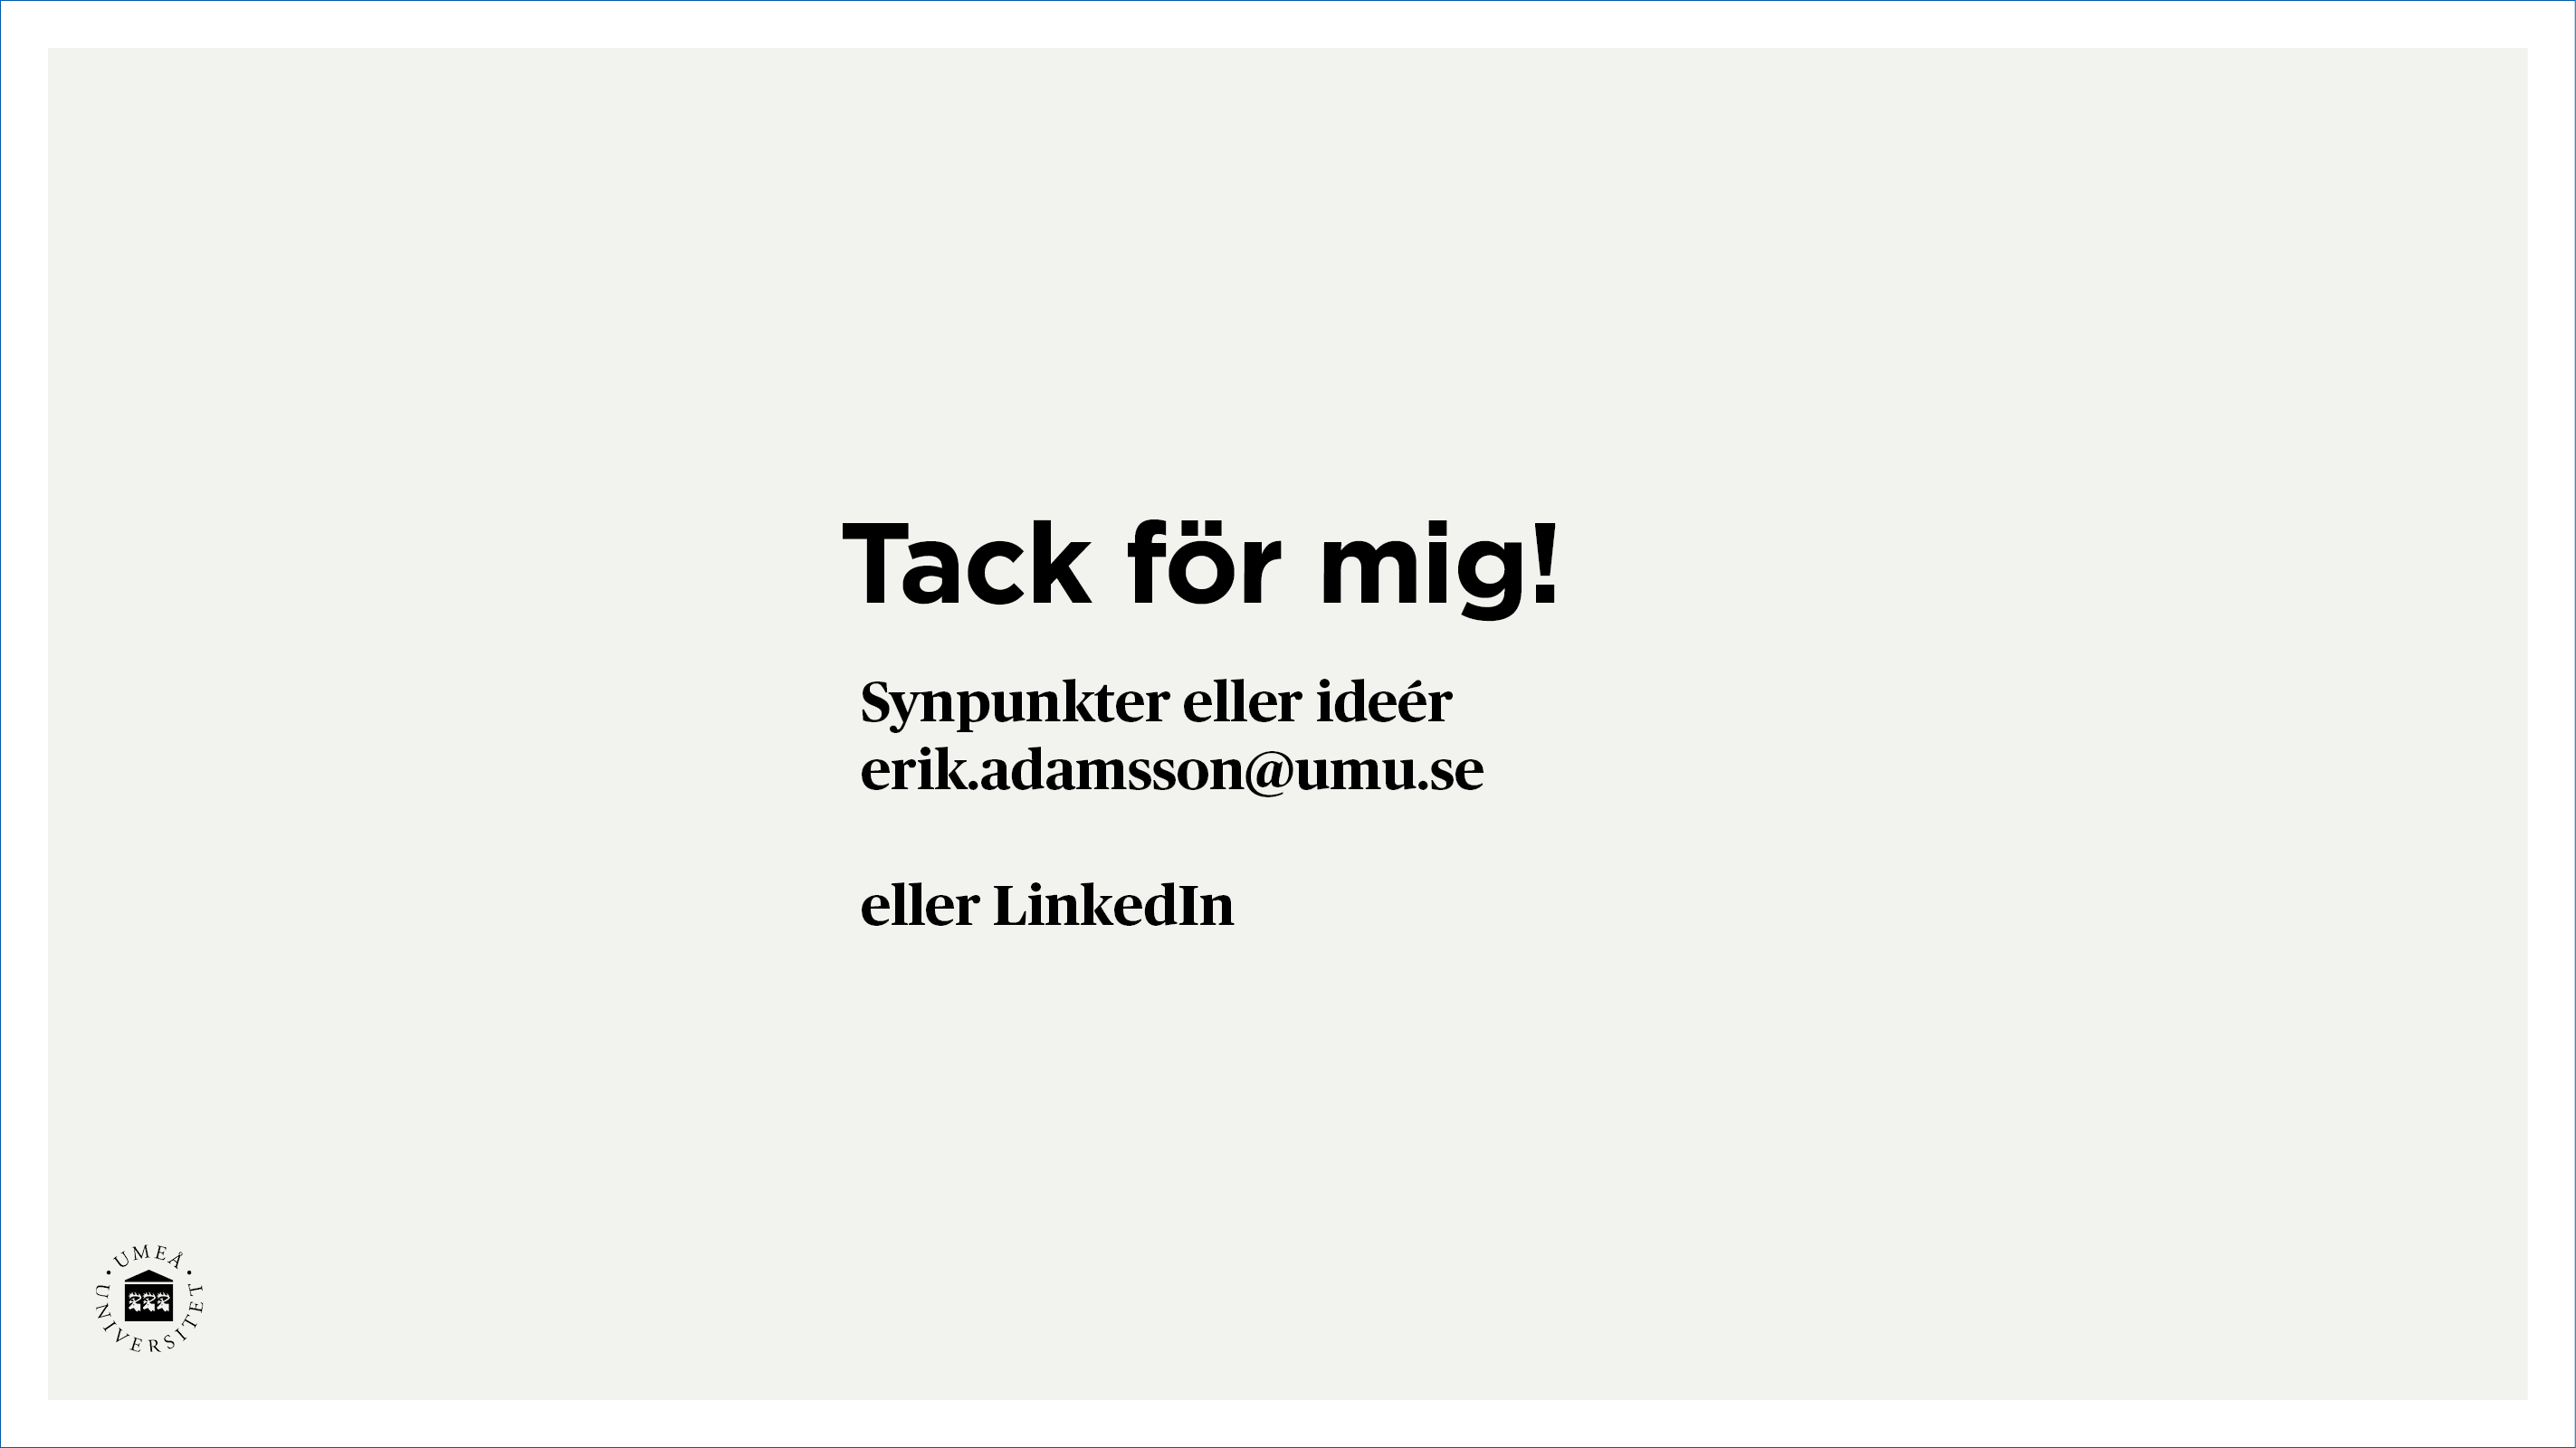 Tack för mig!
Synpunkter eller ideér
erik.adamsson@umu.se
eller LinkedIn
UMEÅ • UNIVERSITET •